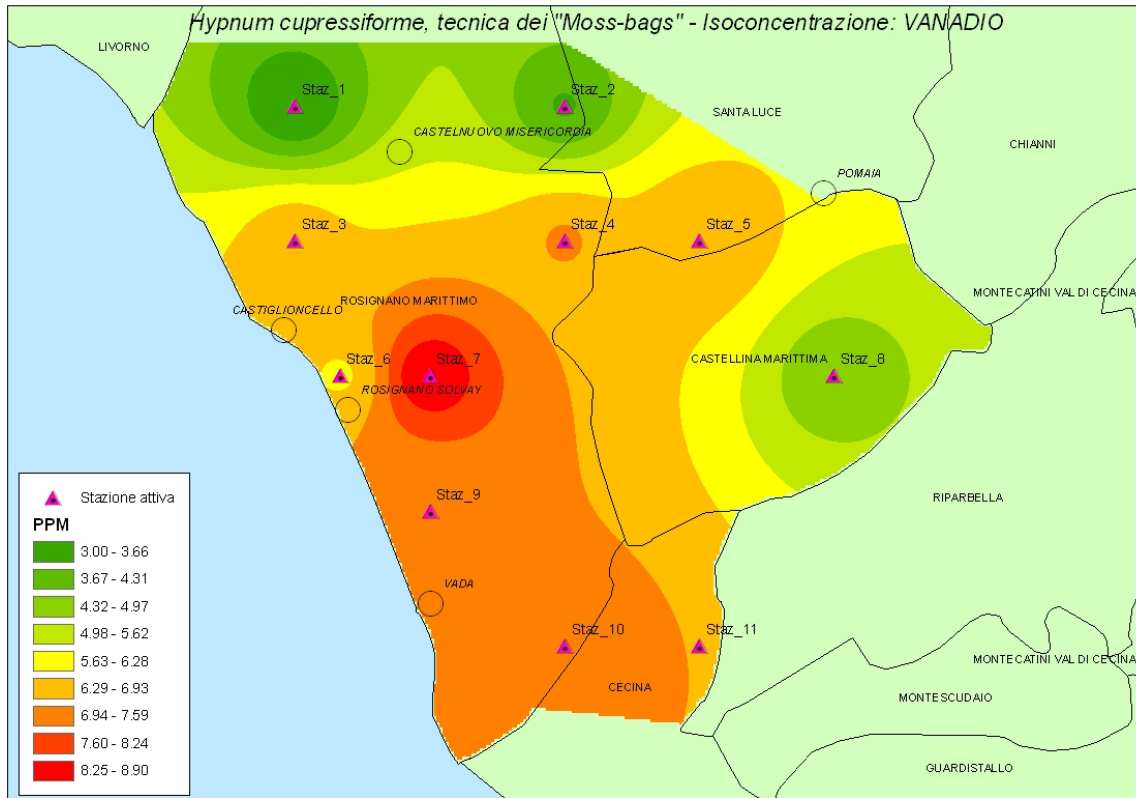 Hypnum cupressiforme, tecnica dei "Moss-bags" - Isoconcentrazione: VANADIO
LIVORNO
Staz_1
Staz_2
SANTA LUCE
CASTELNUOVO MISERICORDIA
CHIANNI
POMAIA
Staz_3
Staz_4
Staz_5
MONTECATINI VAL DI CECINA
ROSIGNANO MARITTIMO
CASTIGLIONCELLO
Staz_6
Staz_7
CASTELLINA MARITTIMA
Staz_8
ROSIGNANO SOLVAY
Staz_9
RIPARBELLA
VADA
Staz_10
Staz_11
MONTECATINI VAL DI CECINA
CECINA
MONTESCUDAIO
GUARDISTALLO
Stazione attiva
PPM
3.00 - 3.66
3.67 - 4.31
4.32 - 4.97
4.98 - 5.62
5.63 - 6.28
6.29 - 6.93
6.94 - 7.59
7.60 - 8.24
8.25 - 8.90